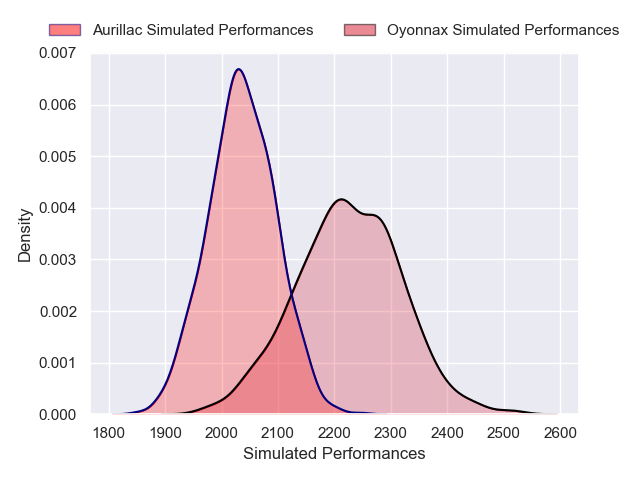 Aurillac Simulated Performances Oyonnax Simulated Performances
0.007
0.006
0.005
0.004
0.003
0.002
0.001
0.000
Density
1800 1900 2000 2100 2200 2300 2400 2500 2600
Simulated Performances